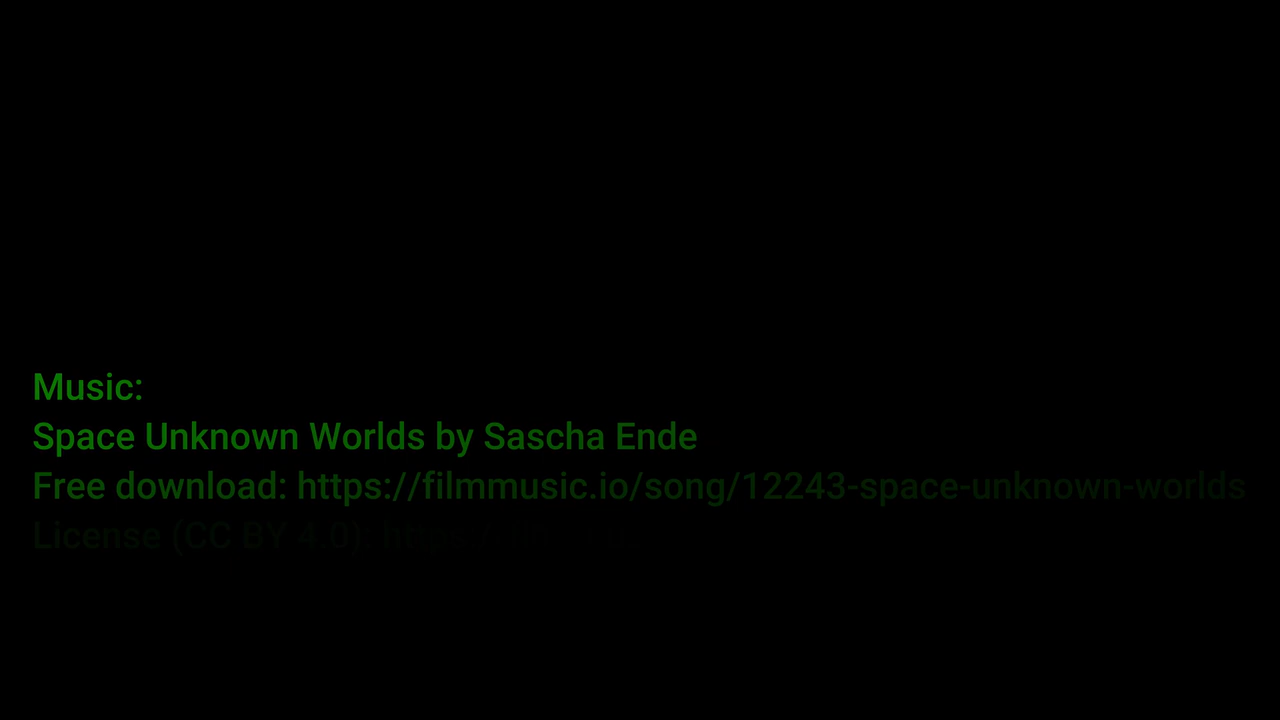 Music:
Space Unknown Worlds by Sascha Ende
Free download: https://filmmusic.io/song/12243-space-unknown-worlds
License (CC BY 4.0):